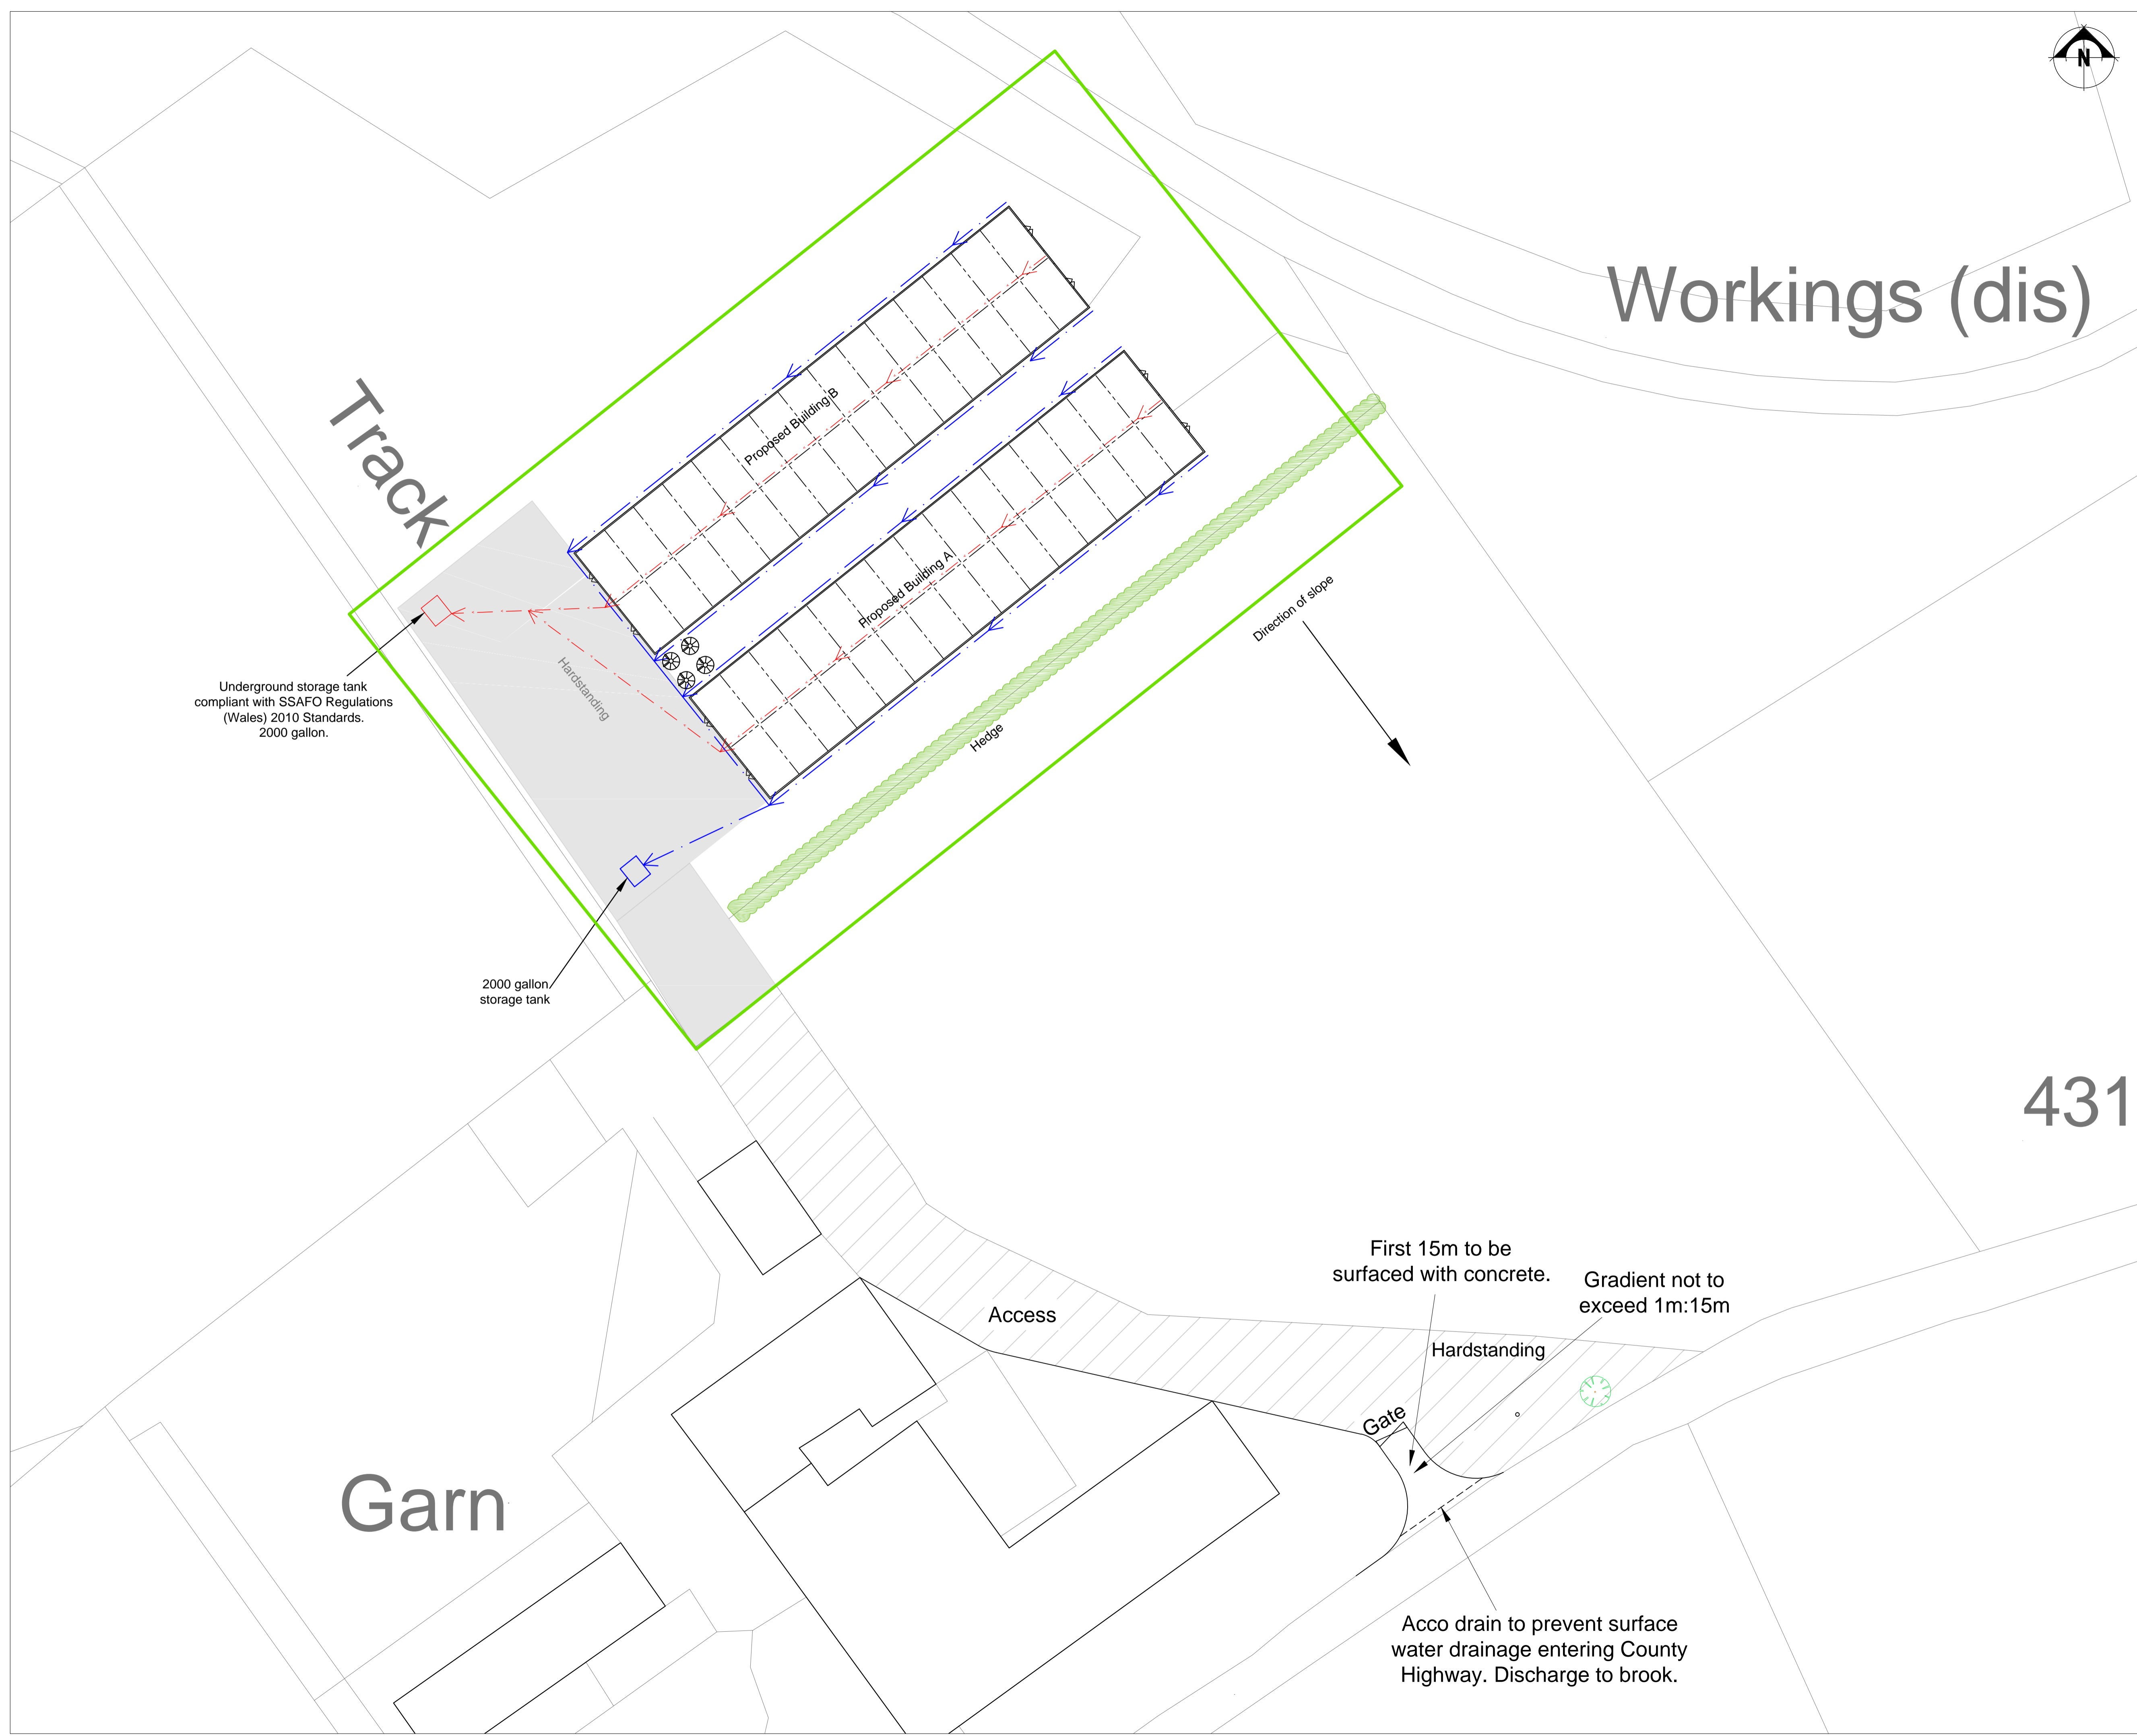 N
Workings (dis)
Track
Proposed Building B
Proposed Building A
Direction of slope
Hardstanding
Underground storage tank
compliant with SSAFO Regulations
(Wales) 2010 Standards.
2000 gallon.
Hedge
2000 gallon
storage tank
431
First 15m to be
surfaced with concrete.
Gradient not to
exceed 1m:15m
Access
Hardstanding
Gate
Garn
Acco drain to prevent surface
water drainage entering County
Highway. Discharge to brook.